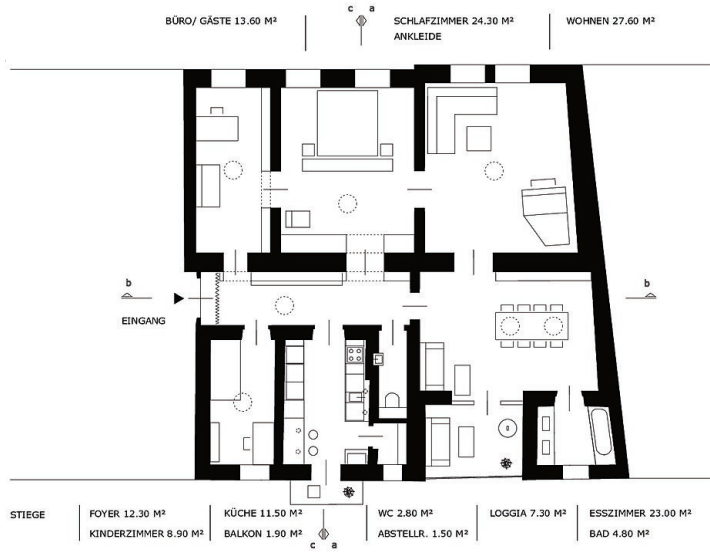 c a
BÜRO/ GÄSTE 13.60 M² SCHLAFZIMMER 24.30 M² WOHNEN 27.60 M²
ANKLEIDE
b b
EINGANG
STIEGE FOYER 12.30 M² KÜCHE 11.50 M² WC 2.80 M² LOGGIA 7.30 M² ESSZIMMER 23.00 M²
KINDERZIMMER 8.90 M² BALKON 1.90 M² ABSTELLR. 1.50 M² BAD 4.80 M²
c a